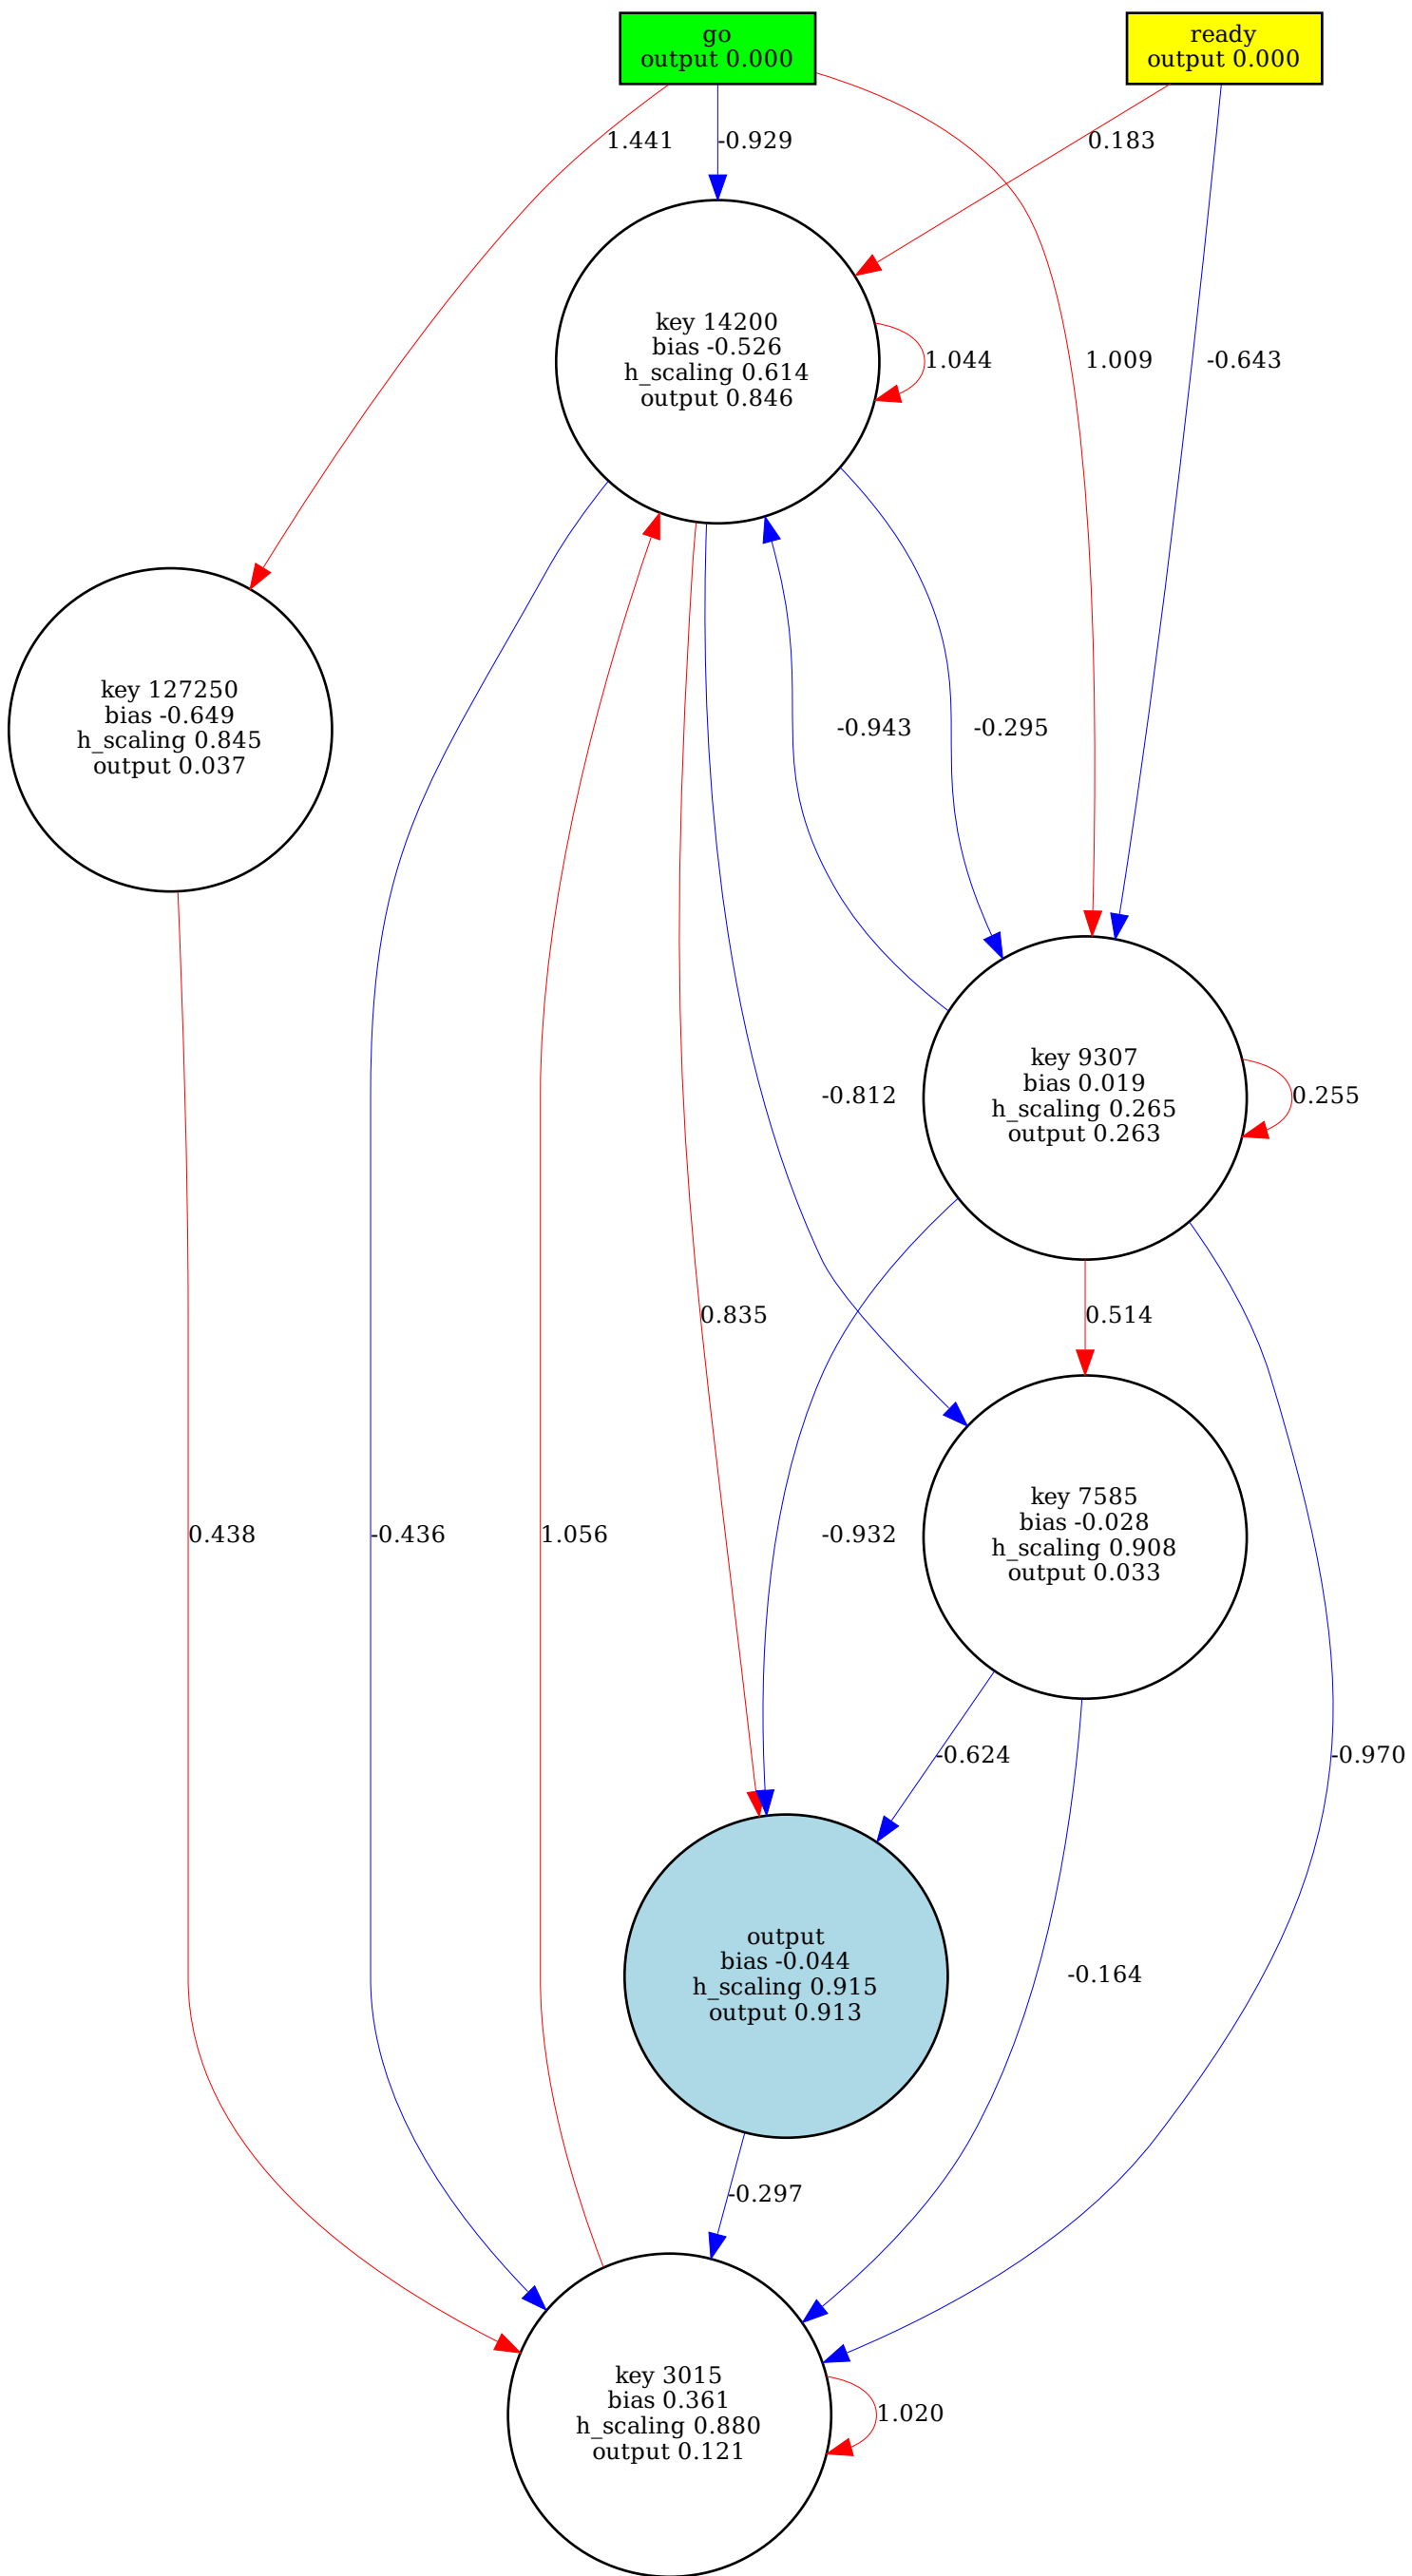 go
output 0.000
ready
output 0.000
1.441
-0.929
0.183
key 14200
bias -0.526
h_scaling 0.614
output 0.846
1.044
1.009
-0.643
key 127250
bias -0.649
h_scaling 0.845
output 0.037
-0.943
-0.295
key 9307
bias 0.019
h_scaling 0.265
output 0.263
-0.812
0.255
0.835
0.514
key 7585
bias -0.028
h_scaling 0.908
output 0.033
0.438
-0.436
1.056
-0.932
-0.624
-0.970
output
bias -0.044
h_scaling 0.915
output 0.913
-0.164
-0.297
key 3015
bias 0.361
h_scaling 0.880
output 0.121
1.020